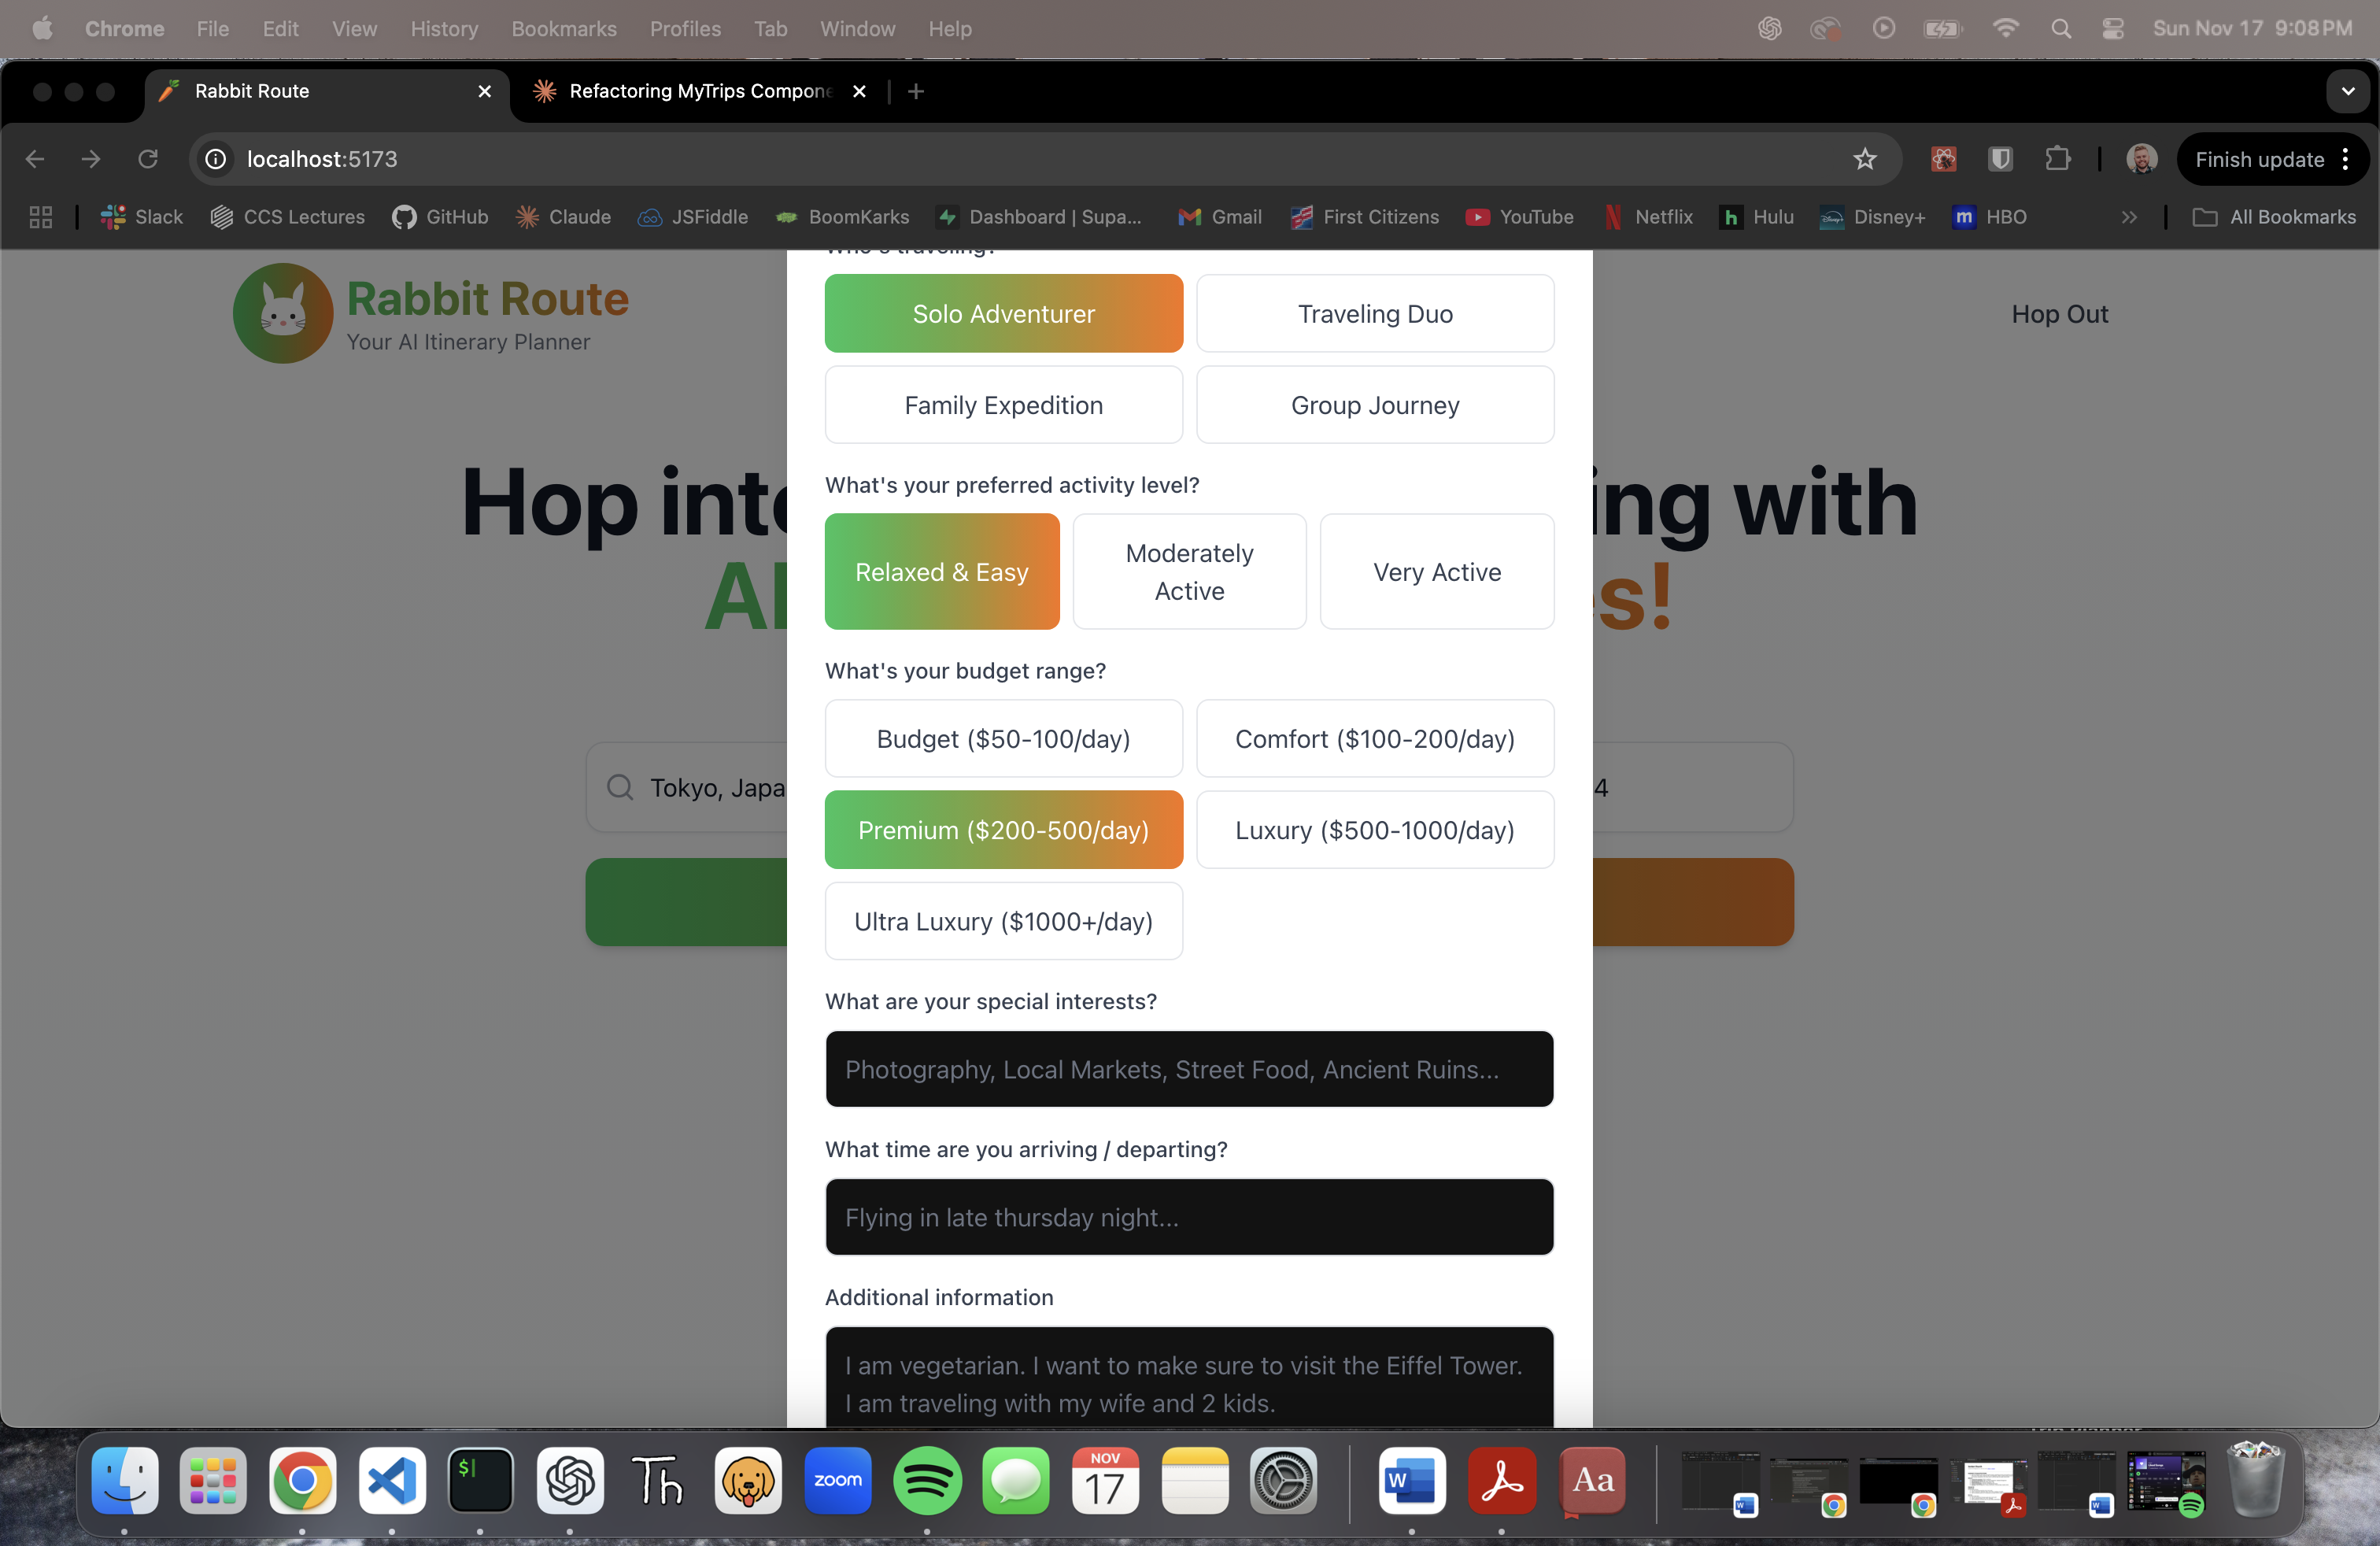 Chrome File Edit View History Bookmarks Profiles Tab Window Help Sun Nov 17 9:08 PM
Rabbit Route Refactoring MyTrips Compone
localhost:5173 Finish update
Slack CCS Lectures GitHub Claude JSFiddle BoomKarks Dashboard | Supa... Gmail First Citizens YouTube Netflix Hulu Disney+ HBO All Bookmarks
Who's traveling?
Rabbit Route
Your AI Itinerary Planner
Hop Out
Solo Adventurer Traveling Duo
Family Expedition Group Journey
Hop int ing with
AI s!
What's your preferred activity level?
Relaxed & Easy
Moderately
Active
Very Active
What's your budget range?
Budget ($50-100/day) Comfort ($100-200/day)
Tokyo, Japa 4
Premium ($200-500/day) Luxury ($500-1000/day)
Ultra Luxury ($1000+/day)
What are your special interests?
Photography, Local Markets, Street Food, Ancient Ruins...
What time are you arriving / departing?
Flying in late thursday night...
Additional information
I am vegetarian. I want to make sure to visit the Eiffel Tower.
I am traveling with my wife and 2 kids.
$ Th zoom NOV 17 W Aa